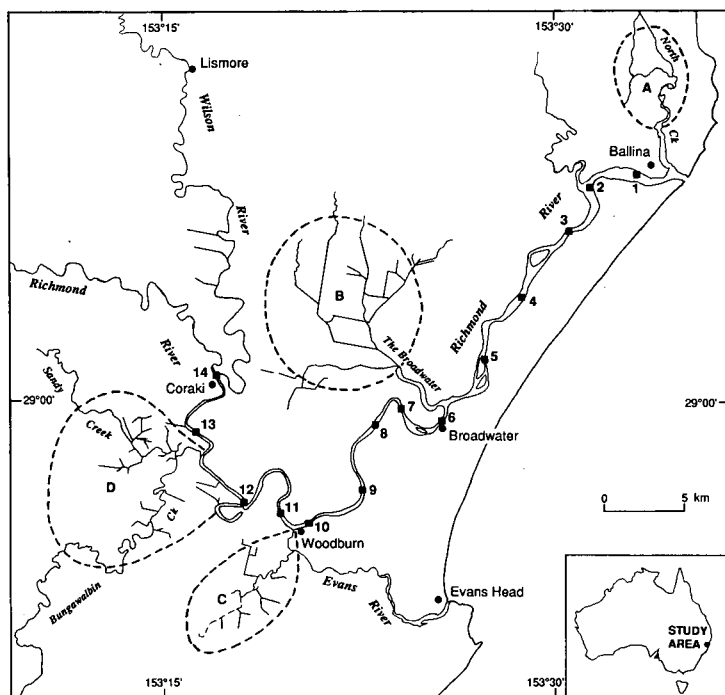 153°15'
153°30'
Lismore
Wilson
River
North
Ck
A
Ballina
1
2
River
3
Richmond
4
B
The Broadwater
Richmond
River
5
Sandy
Creek
14
Coraki
29°00'
29°00'
13
7
6
8
Broadwater
D
Ck
12
9
11
10
0 5 km
Woodburn
Bungawalbin
C
Evans
River
Evans Head
STUDY
AREA
153°15'
153°30'